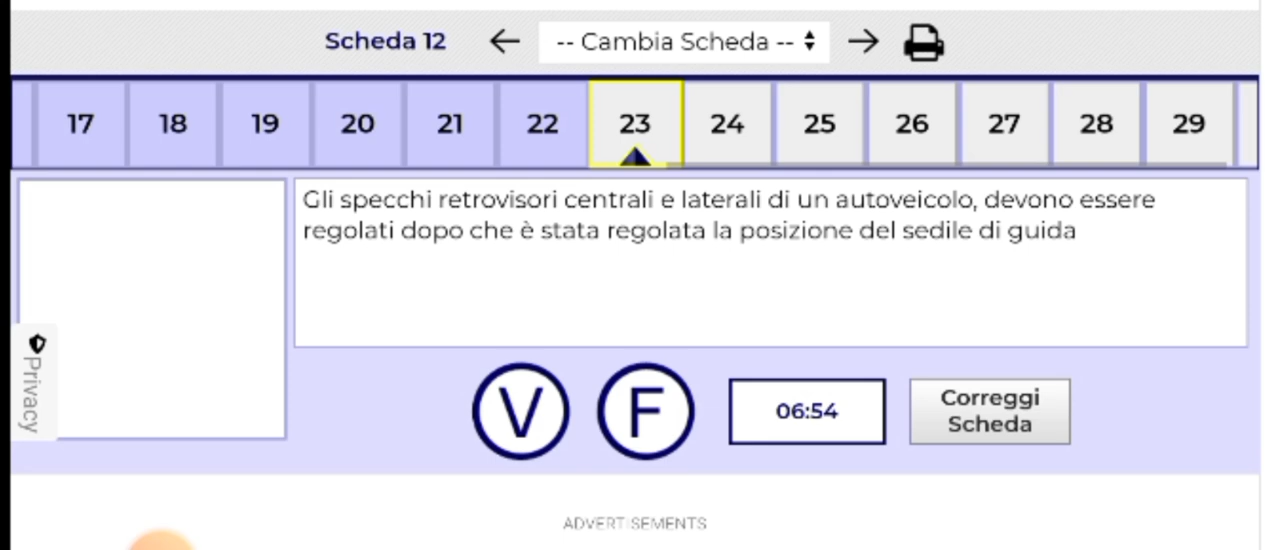 Scheda 12 -- Cambia Scheda --
17 18 19 20 21 22 23 24 25 26 27 28 29
Gli specchi retrovisori centrali e laterali di un autoveicolo, devono essere
regolati dopo che è stata regolata la posizione del sedile di guida
Privacy
V F 06:54 Correggi
Scheda
ADVERTISEMENTS